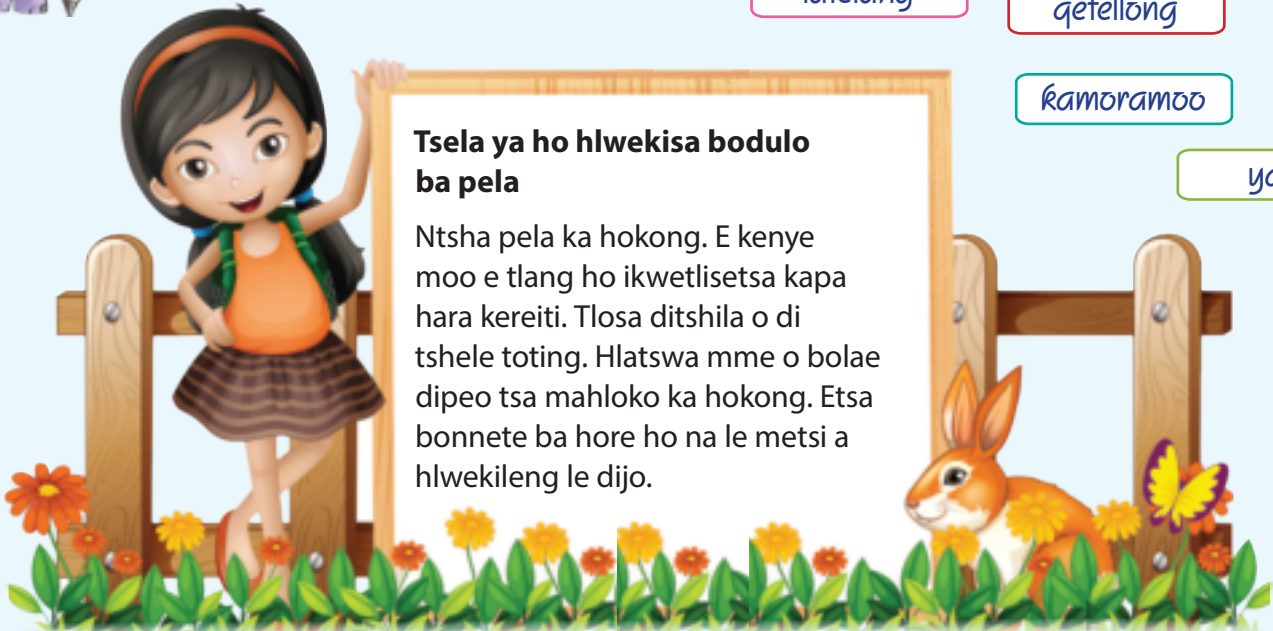 qetellong
kamoramoo
Tsela ya ho hlwekisa bodulo
ba pela
Ntsha pela ka hokong. E kenye
moo e tlang ho ikwetlisetsa kapa
hara kereiti. Tlosa ditshila o di
tshele toting. Hlatswa mme o bolae
dipeo tsa mahloko ka hokong. Etsa
bonnete ba hore ho na le metsi a
hlwekileng le dijo.